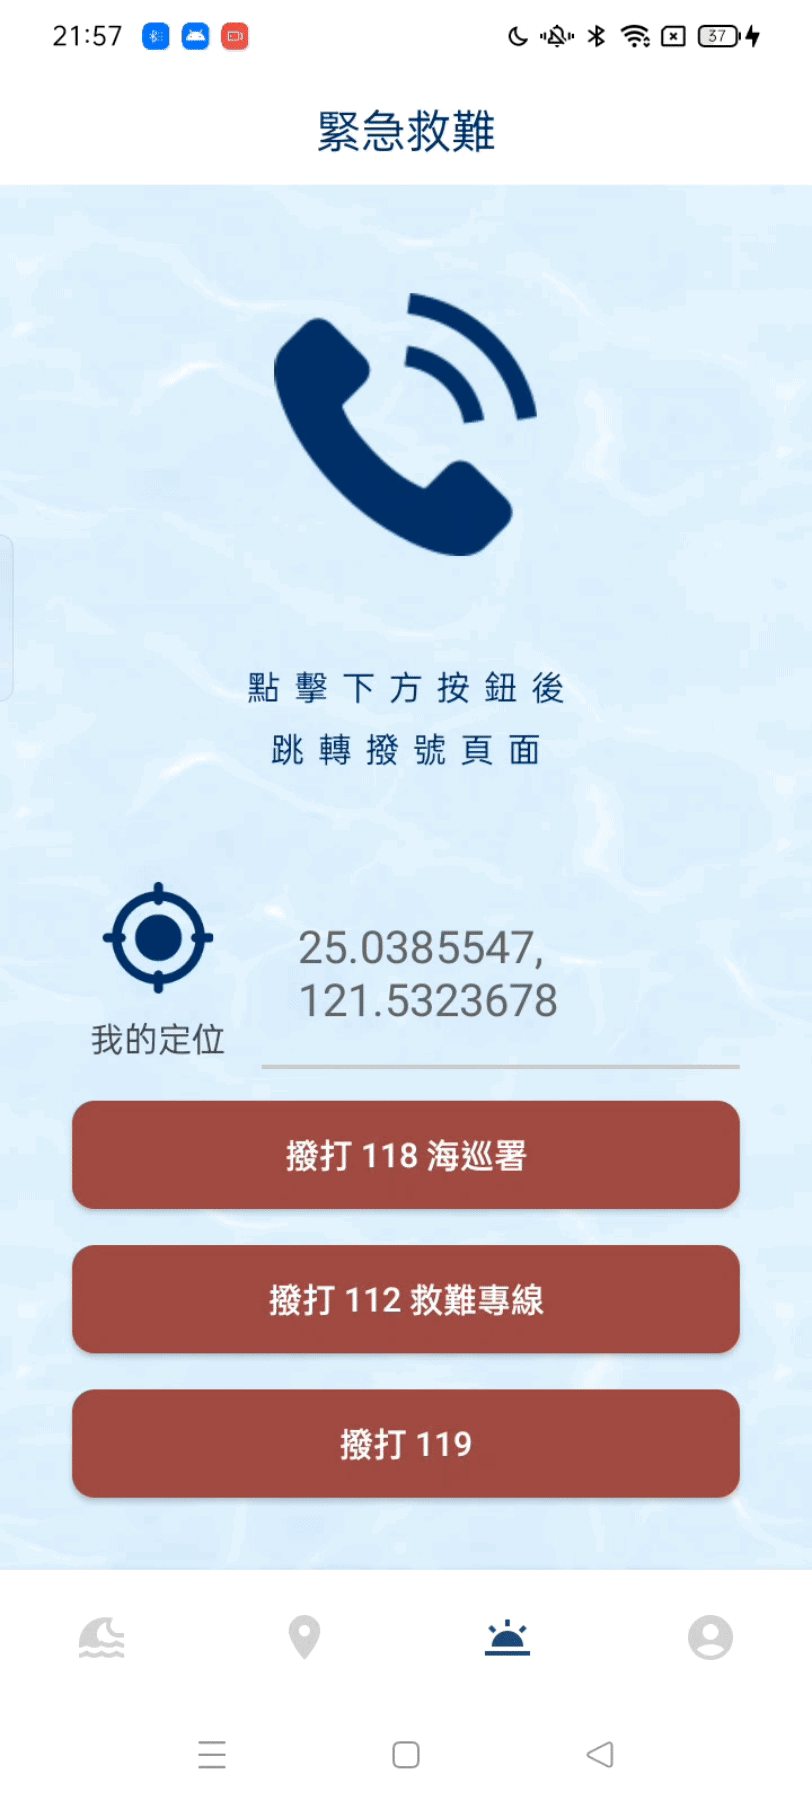 21:57
37
緊急救難
點擊下方按鈕後
跳轉撥號頁面
25.0385547,
121.5323678
我的定位
撥打 118 海巡署
撥打 112 救難專線
撥打 119